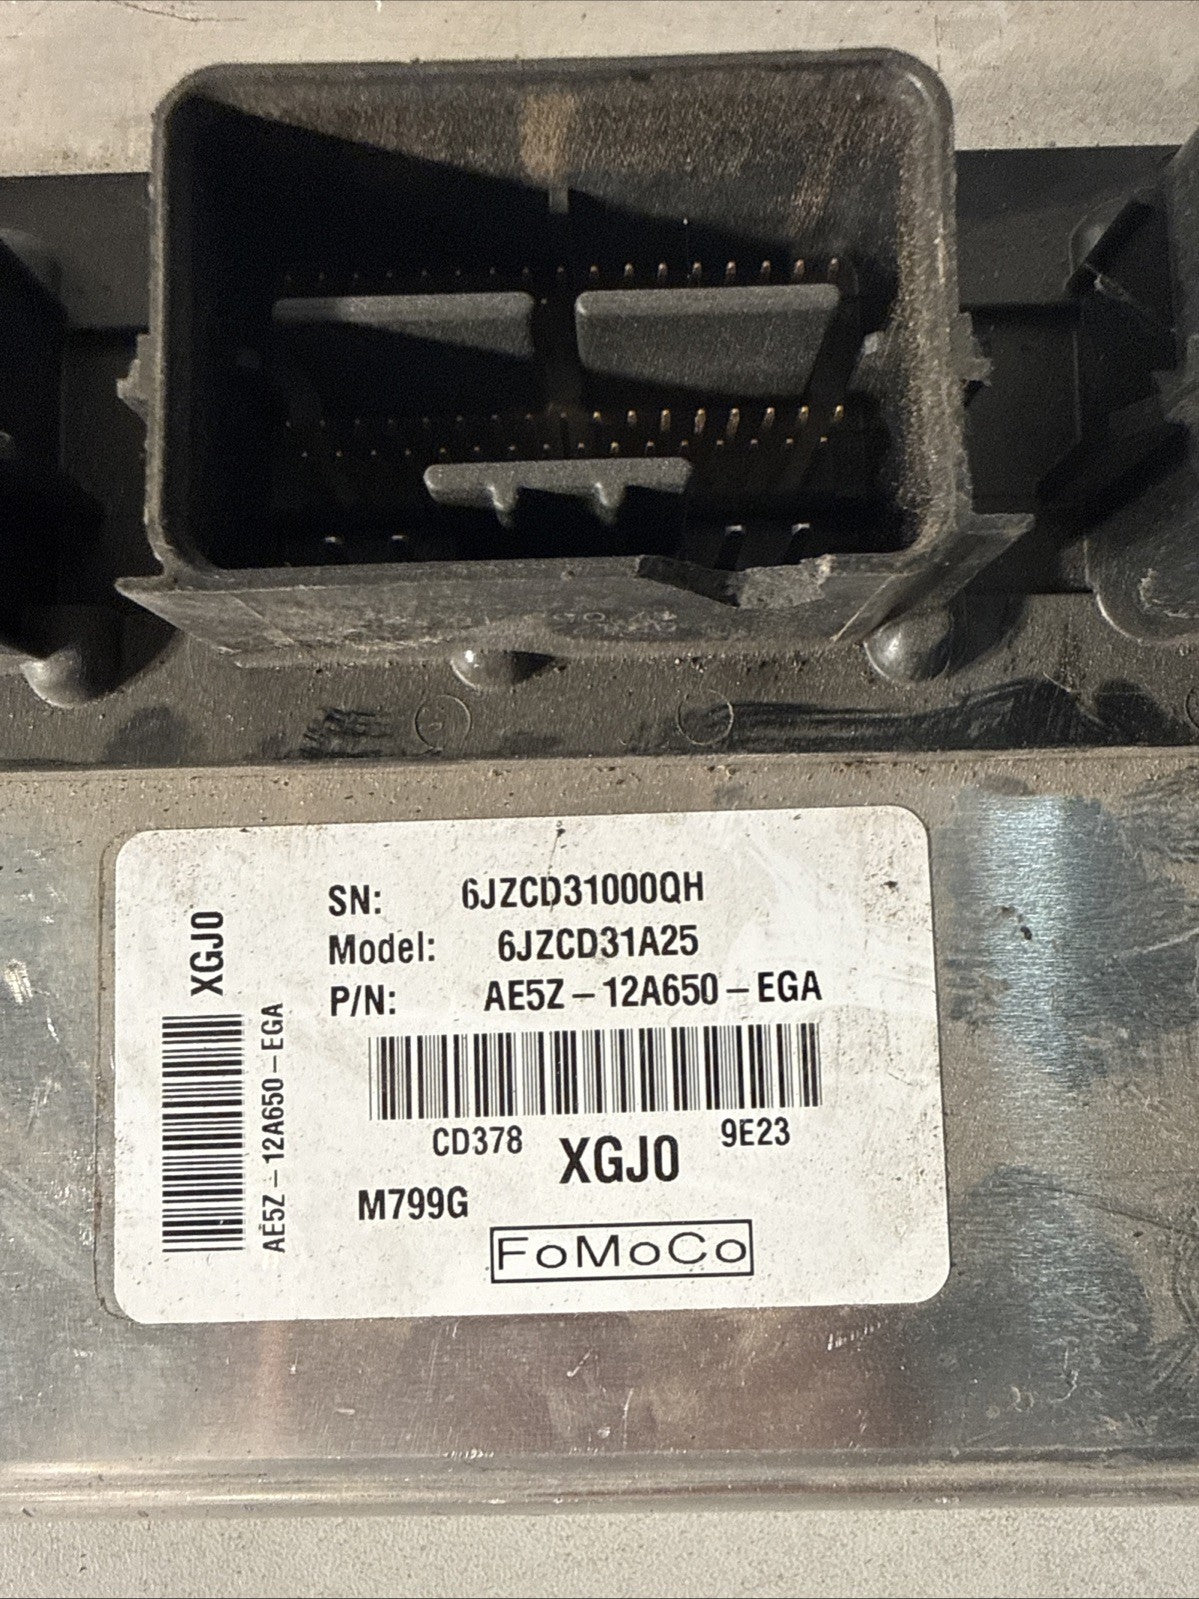 SN: 6JZCD31000QH
Model: 6JZCD31A25
P/N: AE5Z-12A650-EGA
XGJ0
AE5Z-12A650-EGA
CD378 XGJ0 9E23
M799G
FoMoCo